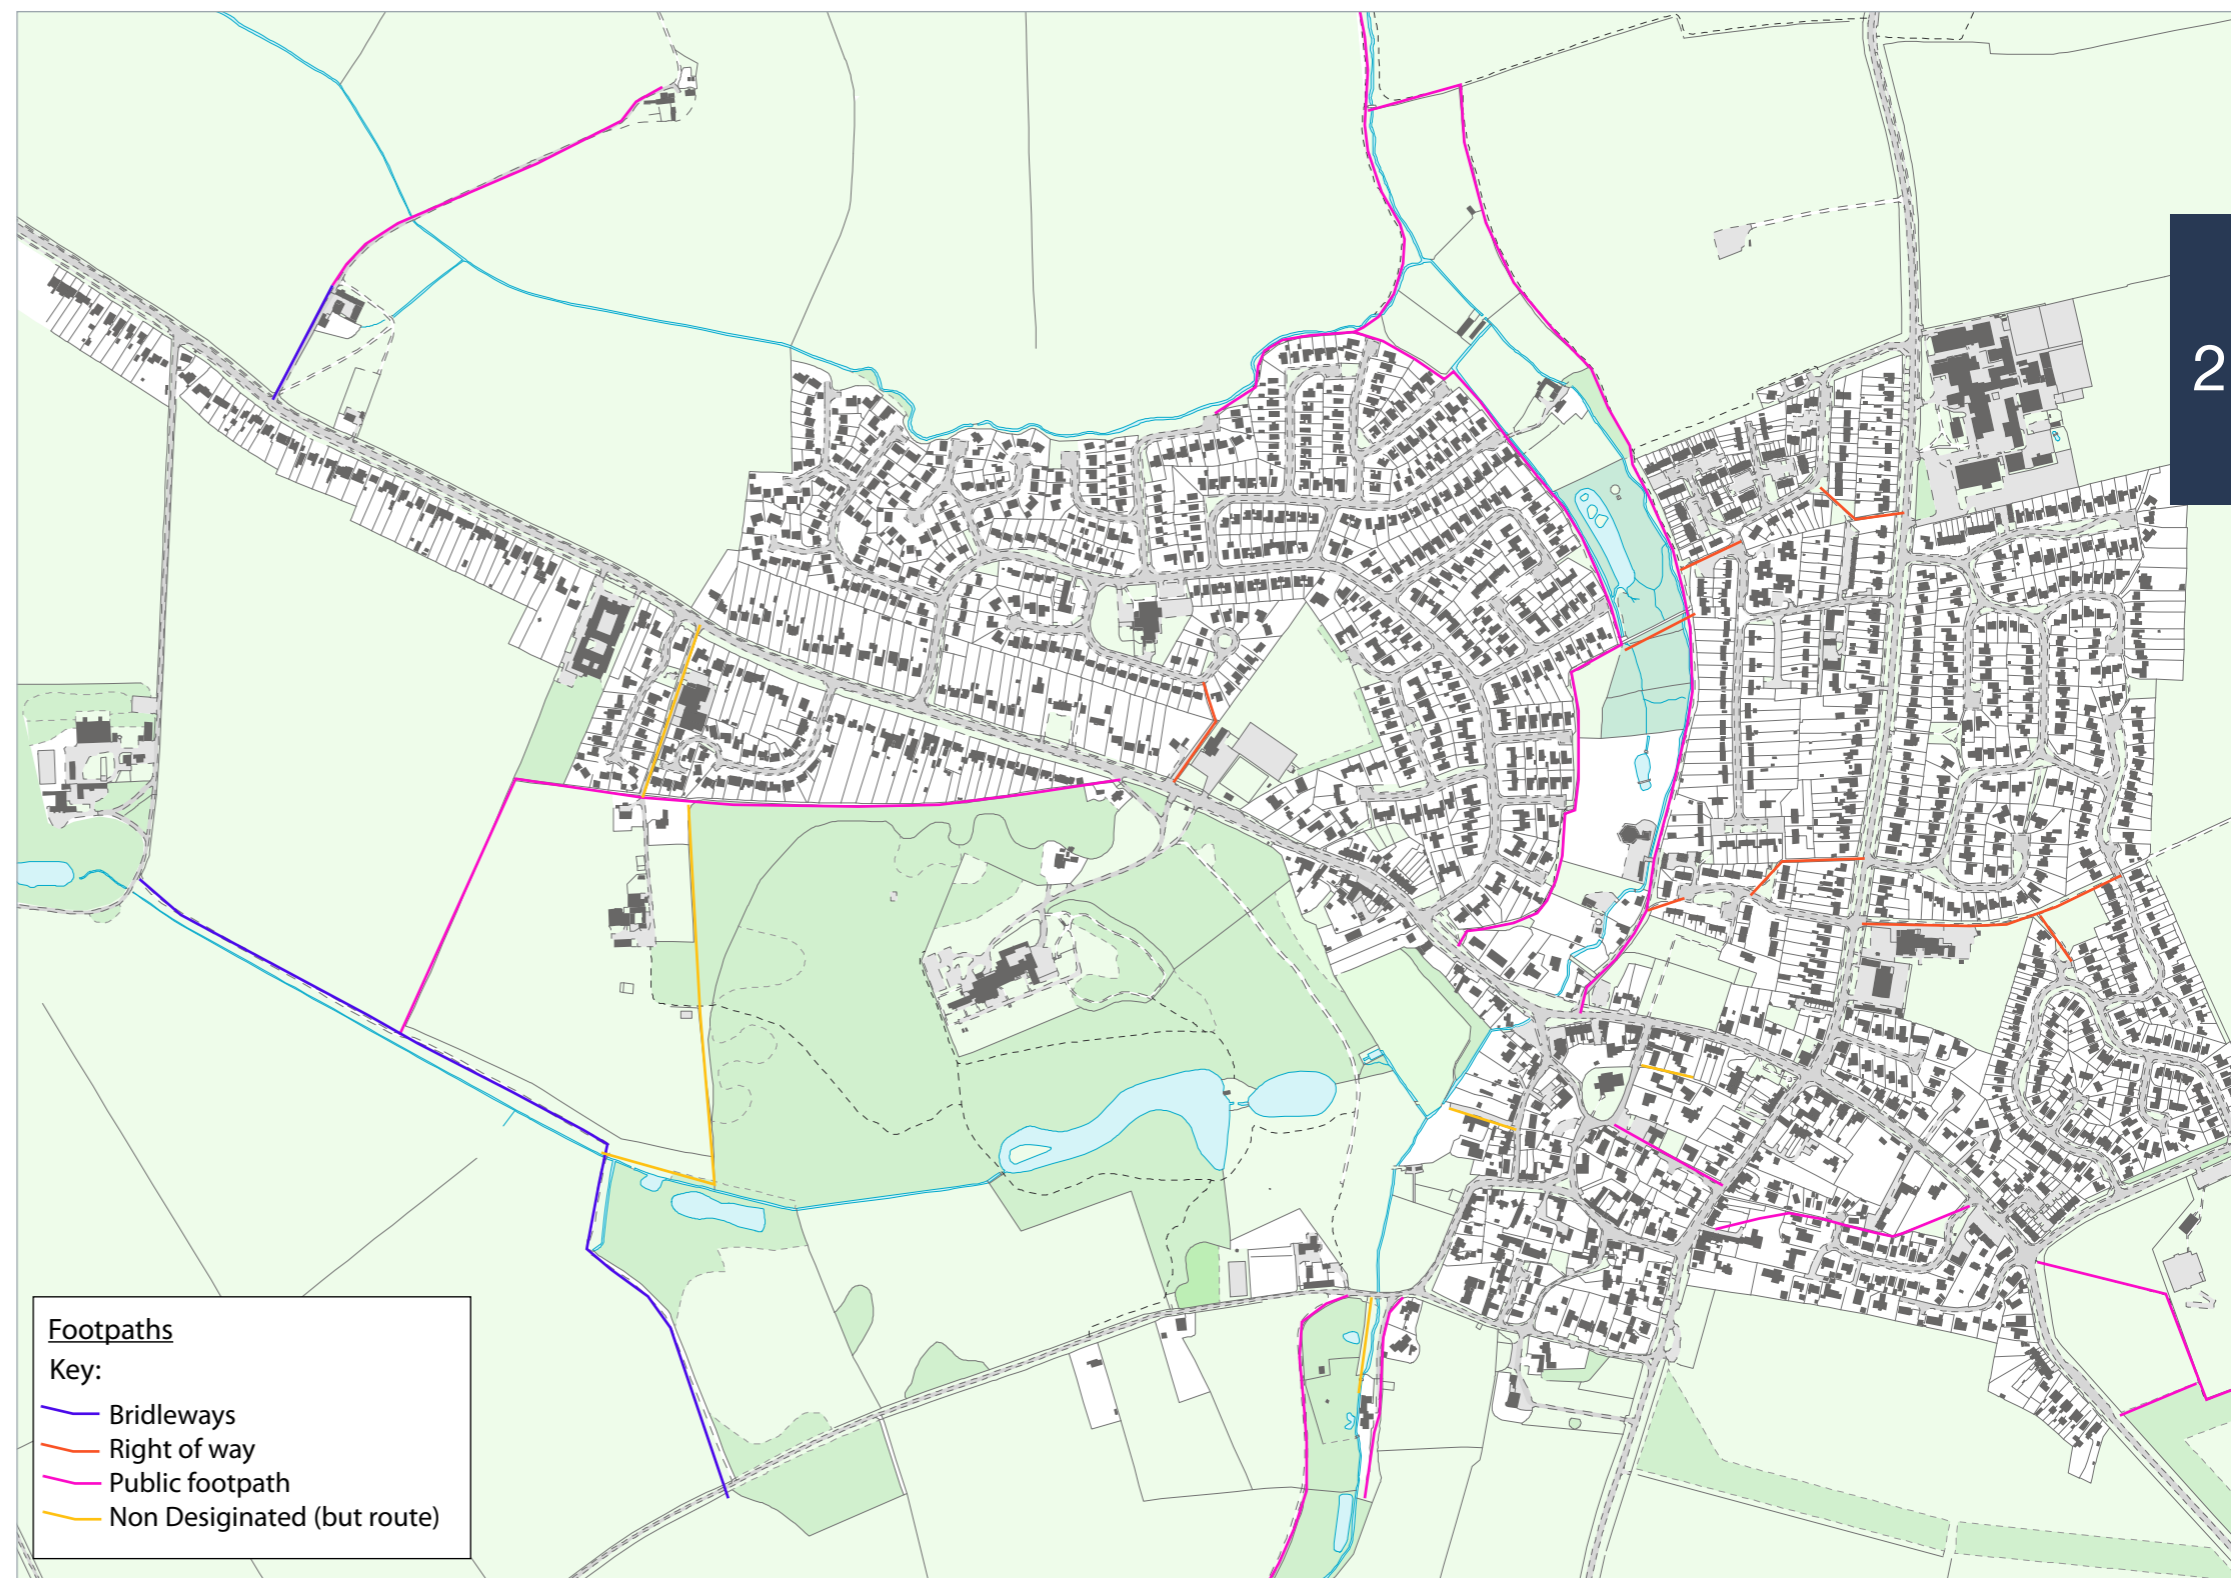 2
Footpaths
Key:
Bridleways
Right of way
Public footpath
Non Desiginated (but route)